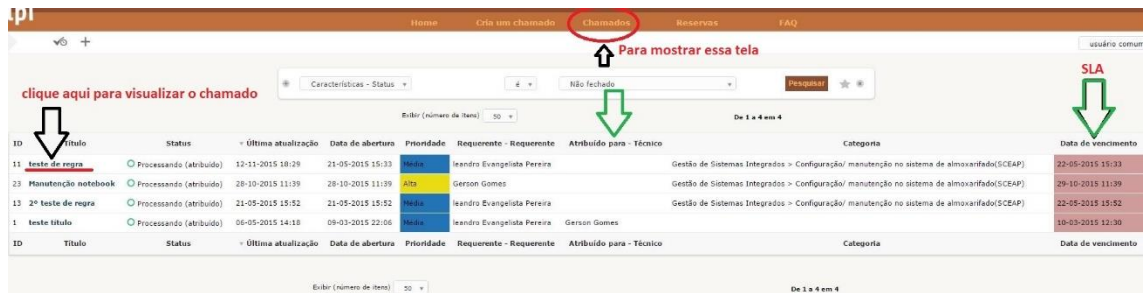 lpi
Home Cria um chamado Chamados Reservas FAQ
Para mostrar essa tela
usuário comum
SLA
Características - Status é Não fechado Pesquisar
clique aqui para visualizar o chamado
Exibir (número de itens) 50 De 1 a 4 em 4
ID Título Status Última atualização Data de abertura Prioridade Requerente - Requerente Atribuído para - Técnico Categoria Data de vencimento
11 teste de regra Processando (atribuído) 12-11-2015 18:29 21-05-2015 15:33 Média leandro Evangelista Pereira Gestão de Sistemas Integrados > Configuração/ manutenção no sistema de almoxarifado(SCEAP) 22-05-2015 15:33
23 Manutenção notebook Processando (atribuído) 28-10-2015 11:39 28-10-2015 11:39 Alta Gerson Gomes Gestão de Sistemas Integrados > Configuração/ manutenção no sistema de almoxarifado(SCEAP) 29-10-2015 11:39
13 2º teste de regra Processando (atribuído) 21-05-2015 15:52 21-05-2015 15:52 Média leandro Evangelista Pereira Gestão de Sistemas Integrados > Configuração/ manutenção no sistema de almoxarifado(SCEAP) 22-05-2015 15:52
1 teste titulo Processando (atribuído) 06-05-2015 14:18 09-03-2015 22:06 Média leandro Evangelista Pereira Gerson Gomes 10-03-2015 12:30
ID Título Status Última atualização Data de abertura Prioridade Requerente - Requerente Atribuído para - Técnico Categoria Data de vencimento
Exibir (número de itens) 50 De 1 a 4 em 4